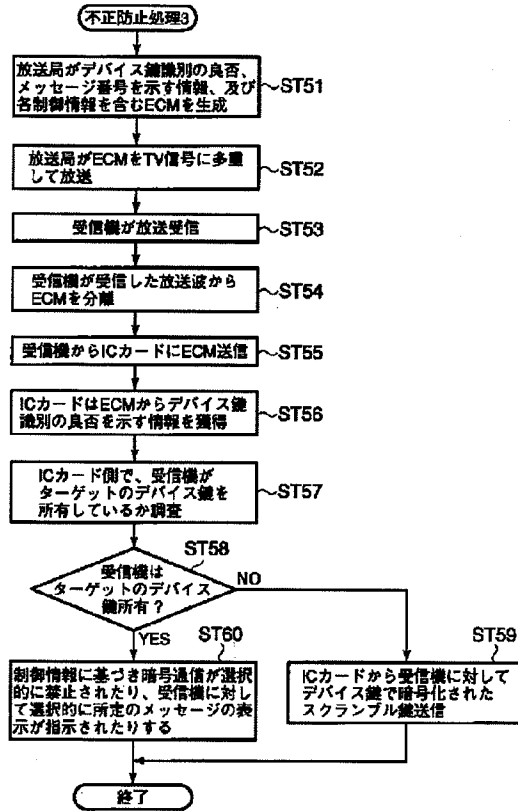 不正防止処理3
放送局がデバイス鍵識別の良否、
メッセージ番号を示す情報、及び
各制御情報を含むECMを生成
ST51
放送局がECMをTV信号に多重
して放送
ST52
受信機が放送受信
ST53
受信機が受信した放送波から
ECMを分離
ST54
受信機からICカードにECM送信
ST55
ICカードはECMからデバイス鍵
識別の良否を示す情報を獲得
ST56
ICカード側で、受信機が
ターゲットのデバイス鍵を
所有しているか調査
ST57
ST58
受信機は
ターゲットのデバイス
鍵所有？
NO
YES
ST60
制御情報に基づき暗号通信が選択
的に禁止されたり、受信機に対し
て選択的に所定のメッセージの表
示が指示されたりする
ST59
ICカードから受信機に対して
デバイス鍵で暗号化された
スクランブル鍵送信
終了